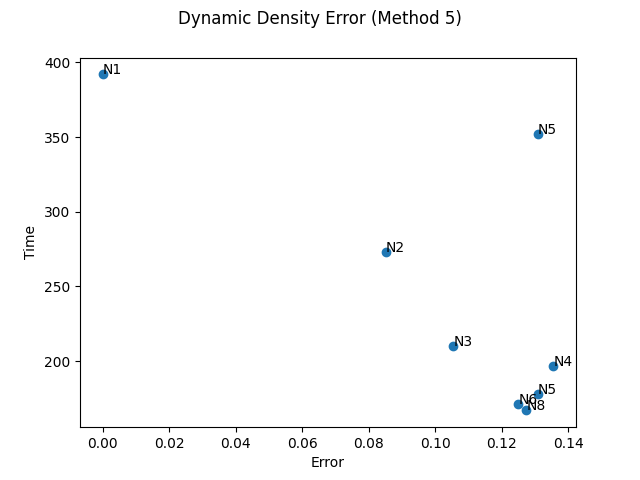 Dynamic Density Error (Method 5)
400
350
300
250
200
Time
N1
N5
N2
N3
N4
N5
N6
N8
0.00 0.02 0.04 0.06 0.08 0.10 0.12 0.14
Error